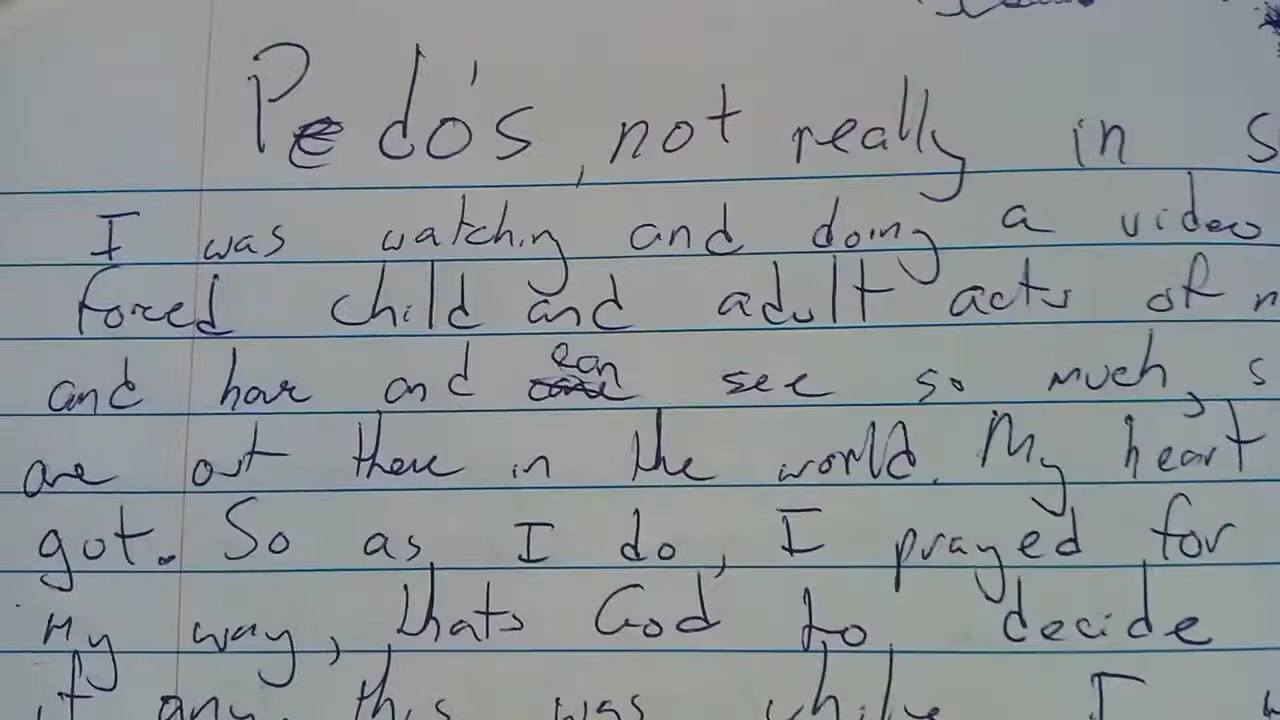 Pedo's, not really in S
I was watching and doing a video
forced child and adult acts of n
and have and can see so much, s
are out there in the world. My heart
got. So as I do, I prayed for
my way, thats God to decide
if any. this was while I w